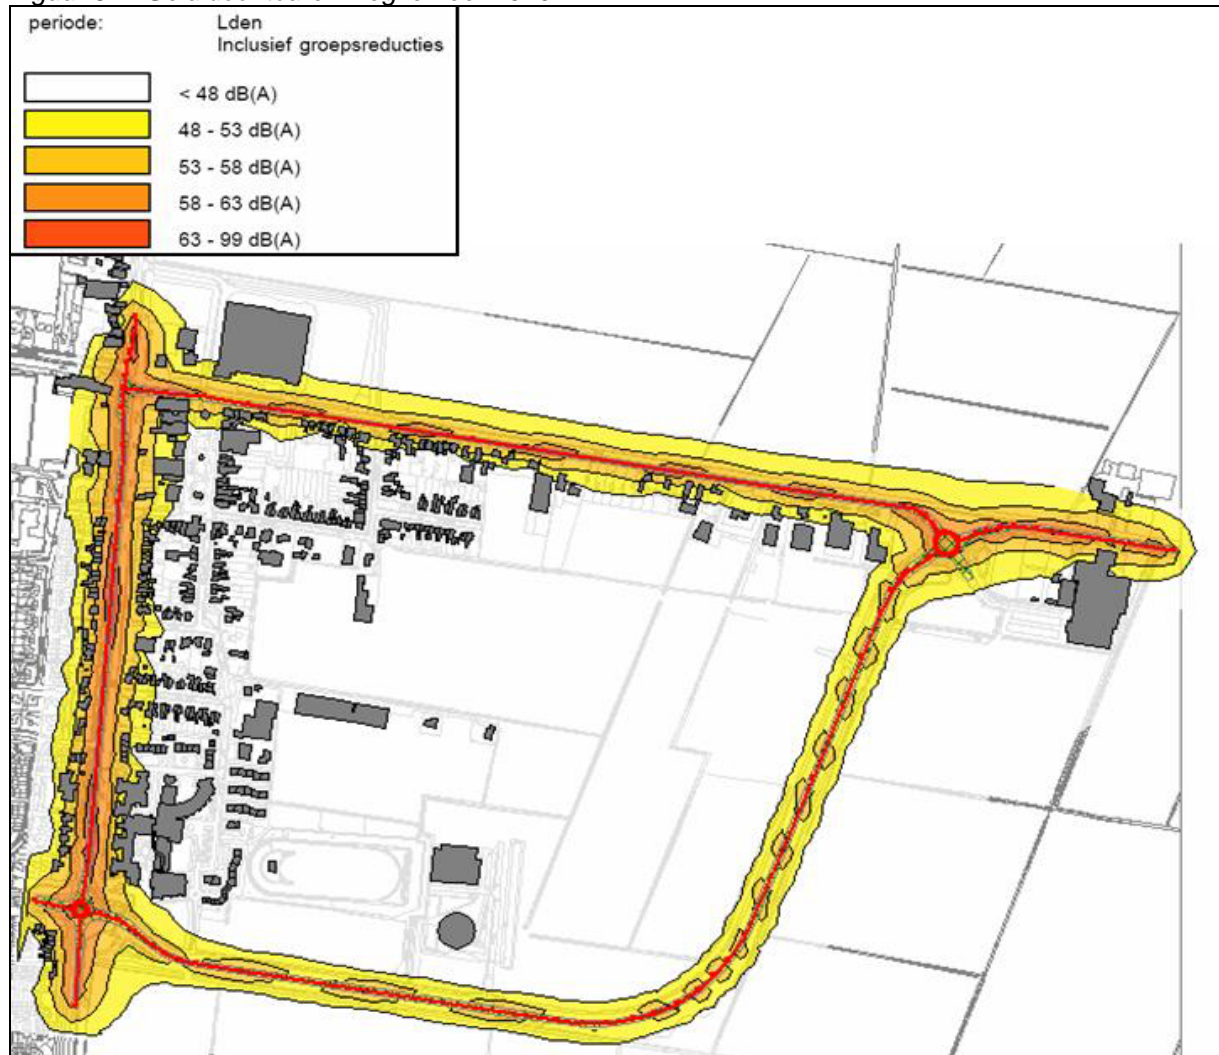 periode: Lden
Inclusief groepsreducties
< 48 dB(A)
48 - 53 dB(A)
53 - 58 dB(A)
58 - 63 dB(A)
63 - 99 dB(A)